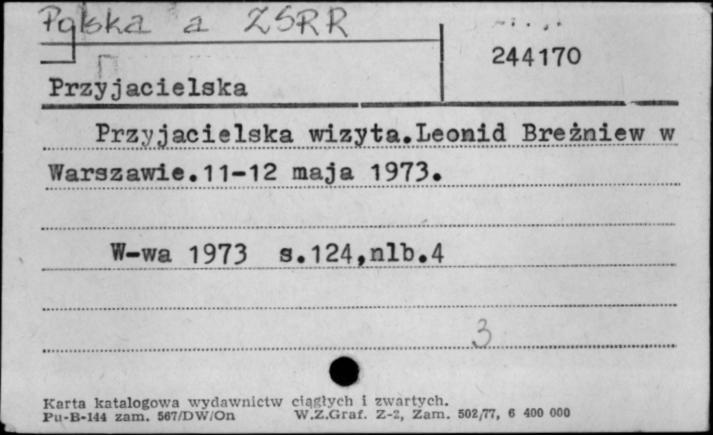 Polska a ZSRR
244170
Przyjacielska
Przyjacielska wizyta.Leonid Breżniew w
Warszawie.11-12 maja 1973.
W-wa 1973 s.124,nlb.4
3
Karta katalogowa wydawnictw ciągłych i zwartych.
Pu-B-144 zam. 567/DW/On W.Z.Graf. Z-2, Zam. 502/77, 6 400 000